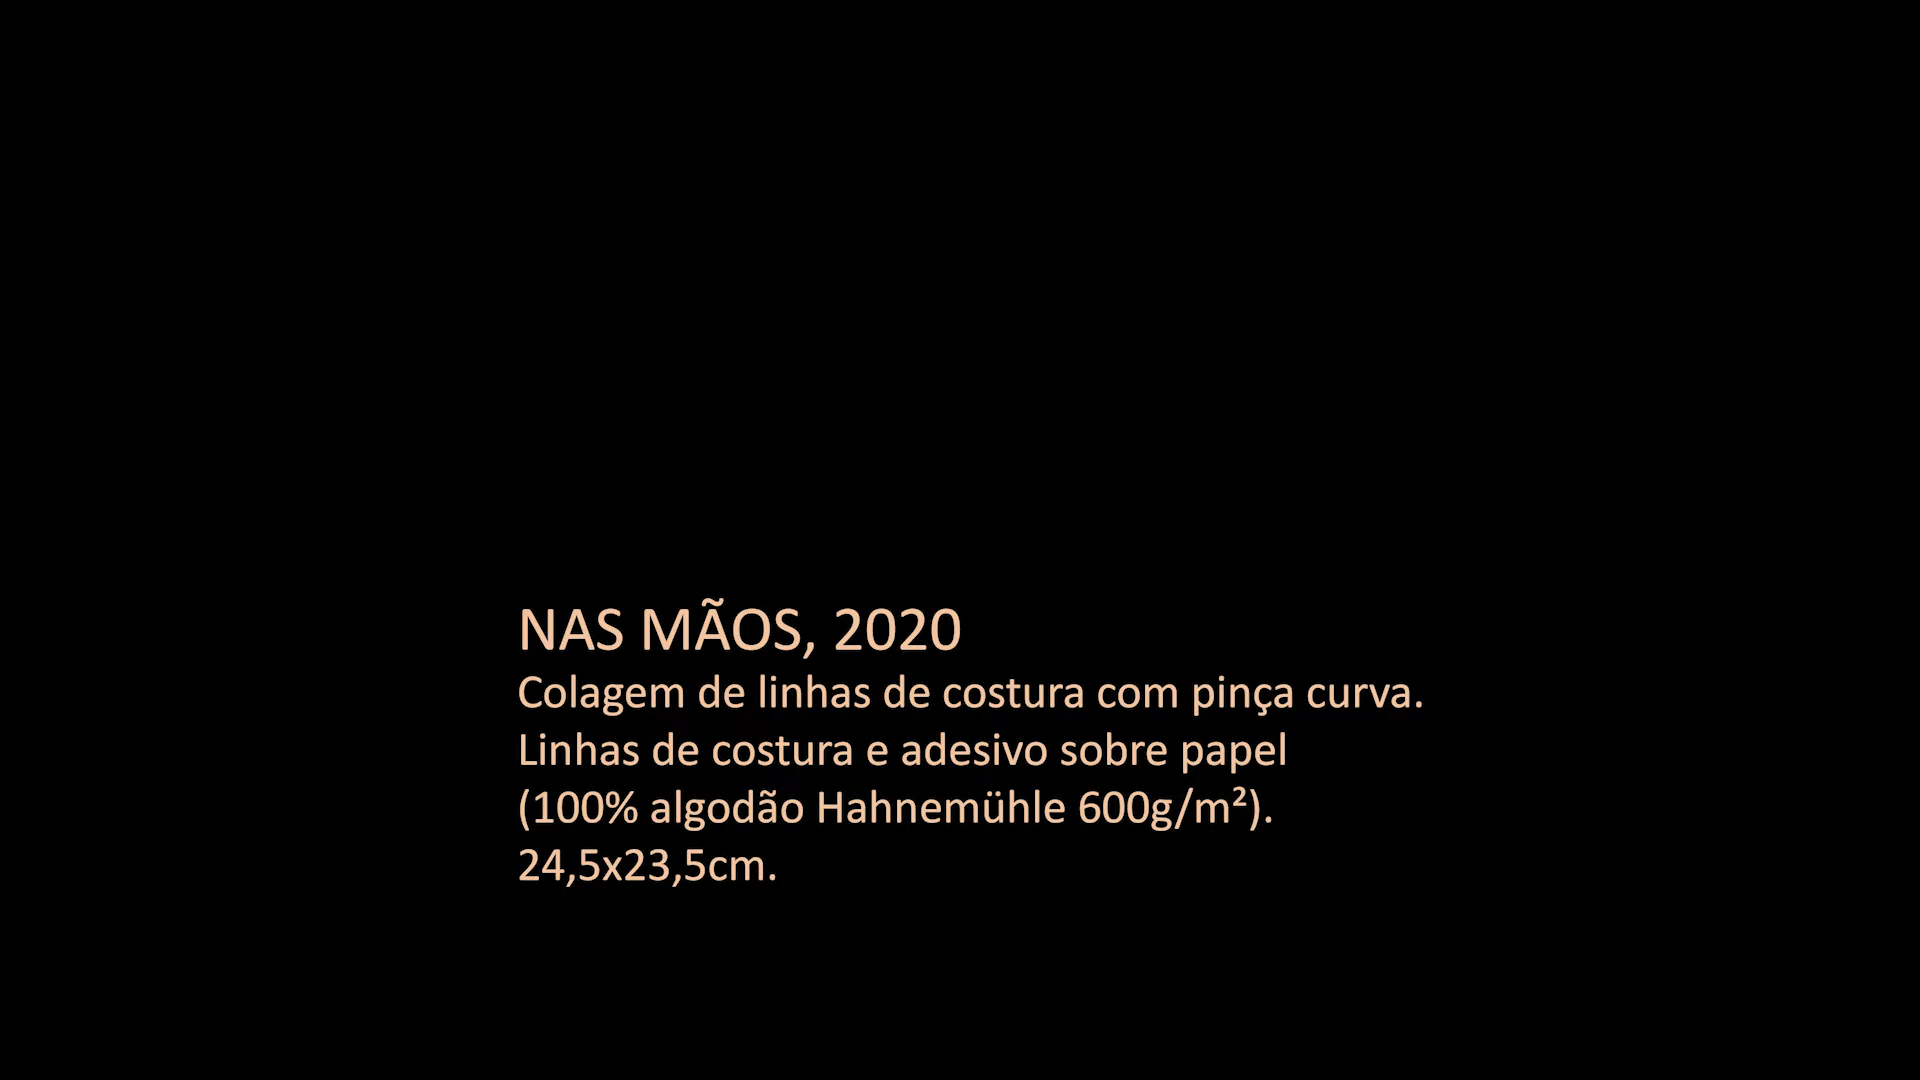 NAS MÃOS, 2020
Colagem de linhas de costura com pinça curva.
Linhas de costura e adesivo sobre papel
(100% algodão Hahnemühle 600g/m²).
24,5x23,5cm.